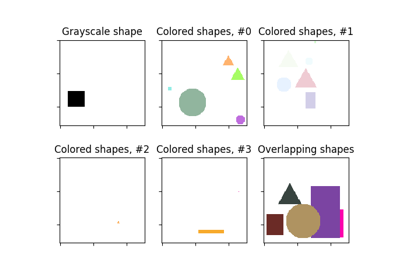 Grayscale shape
Colored shapes, #0
Colored shapes, #1
Colored shapes, #2
Colored shapes, #3
Overlapping shapes